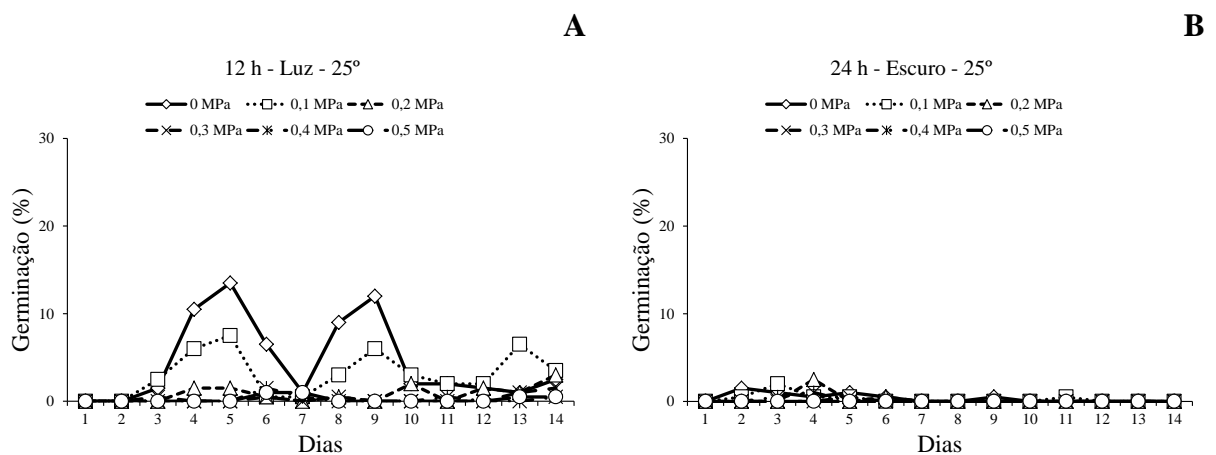 A
12 h - Luz - 25º
0 MPa 0,1 MPa 0,2 MPa
0,3 MPa 0,4 MPa 0,5 MPa
30
20
10
0
Germinação (%)
1 2 3 4 5 6 7 8 9 10 11 12 13 14
Dias
B
24 h - Escuro - 25º
0 MPa 0,1 MPa 0,2 MPa
0,3 MPa 0,4 MPa 0,5 MPa
30
20
10
0
Germinação (%)
1 2 3 4 5 6 7 8 9 10 11 12 13 14
Dias